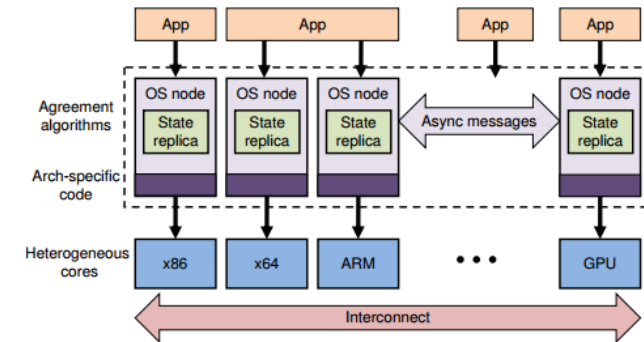 App
App
App
App
Agreement
algorithms
OS node
State
replica
OS node
State
replica
OS node
State
replica
Async messages
OS node
State
replica
Arch-specific
code
Heterogeneous
cores
x86
x64
ARM
• • •
GPU
Interconnect